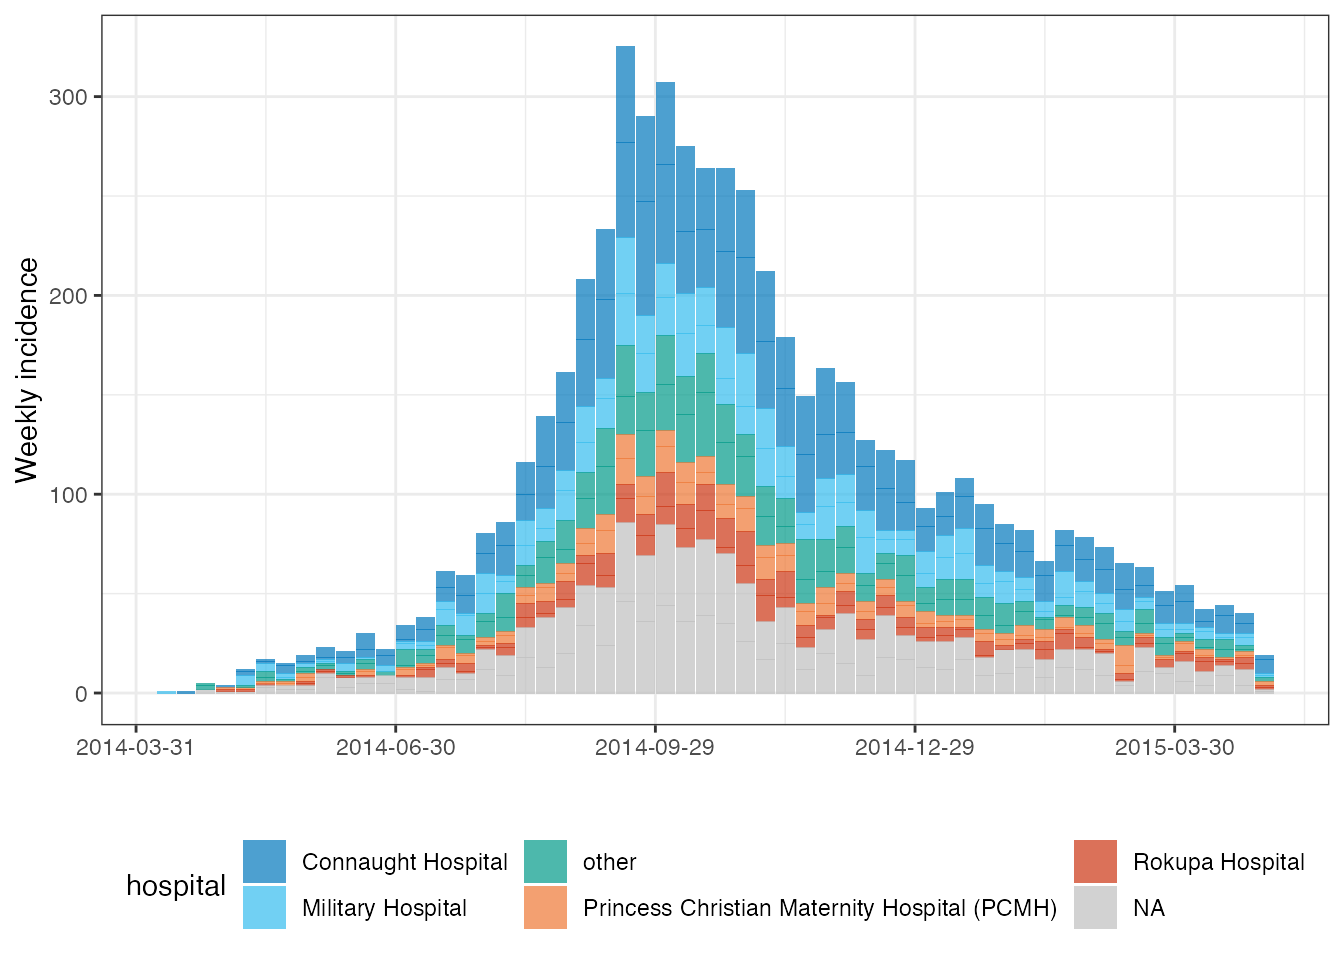 Weekly incidence
300
200
100
0
2014-03-31 2014-06-30 2014-09-29 2014-12-29 2015-03-30
hospital
Connaught Hospital other Rokupa Hospital
Military Hospital Princess Christian Maternity Hospital (PCMH) NA